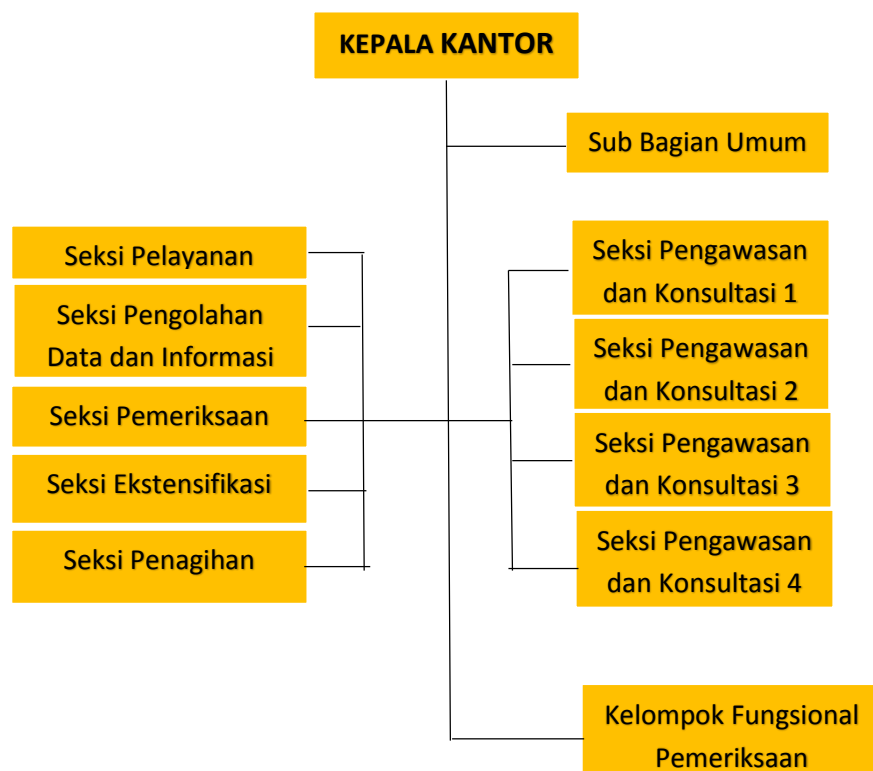 KEPALA KANTOR
Sub Bagian Umum
Seksi Pelayanan
Seksi Pengolahan
Data dan Informasi
Seksi Pemeriksaan
Seksi Ekstensifikasi
Seksi Penagihan
Seksi Pengawasan
dan Konsultasi 1
Seksi Pengawasan
dan Konsultasi 2
Seksi Pengawasan
dan Konsultasi 3
Seksi Pengawasan
dan Konsultasi 4
Kelompok Fungsional
Pemeriksaan